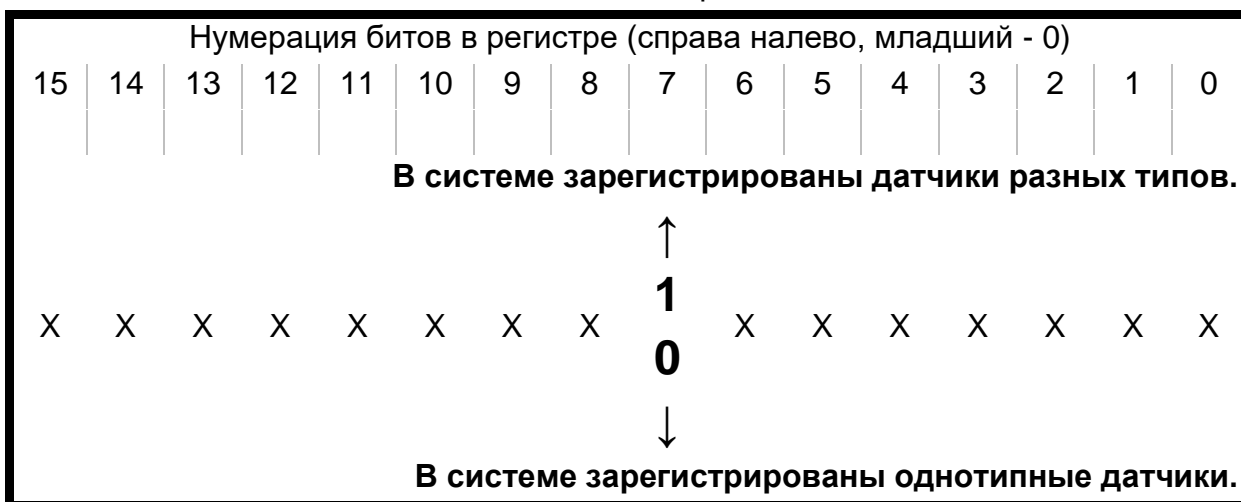 Нумерация битов в регистре (справа налево, младший - 0)
15 14 13 12 11 10 9 8 7 6 5 4 3 2 1 0
В системе зарегистрированы датчики разных типов.
↑
1
X X X X X X X X X X X X X X X
0
↓
В системе зарегистрированы однотипные датчики.